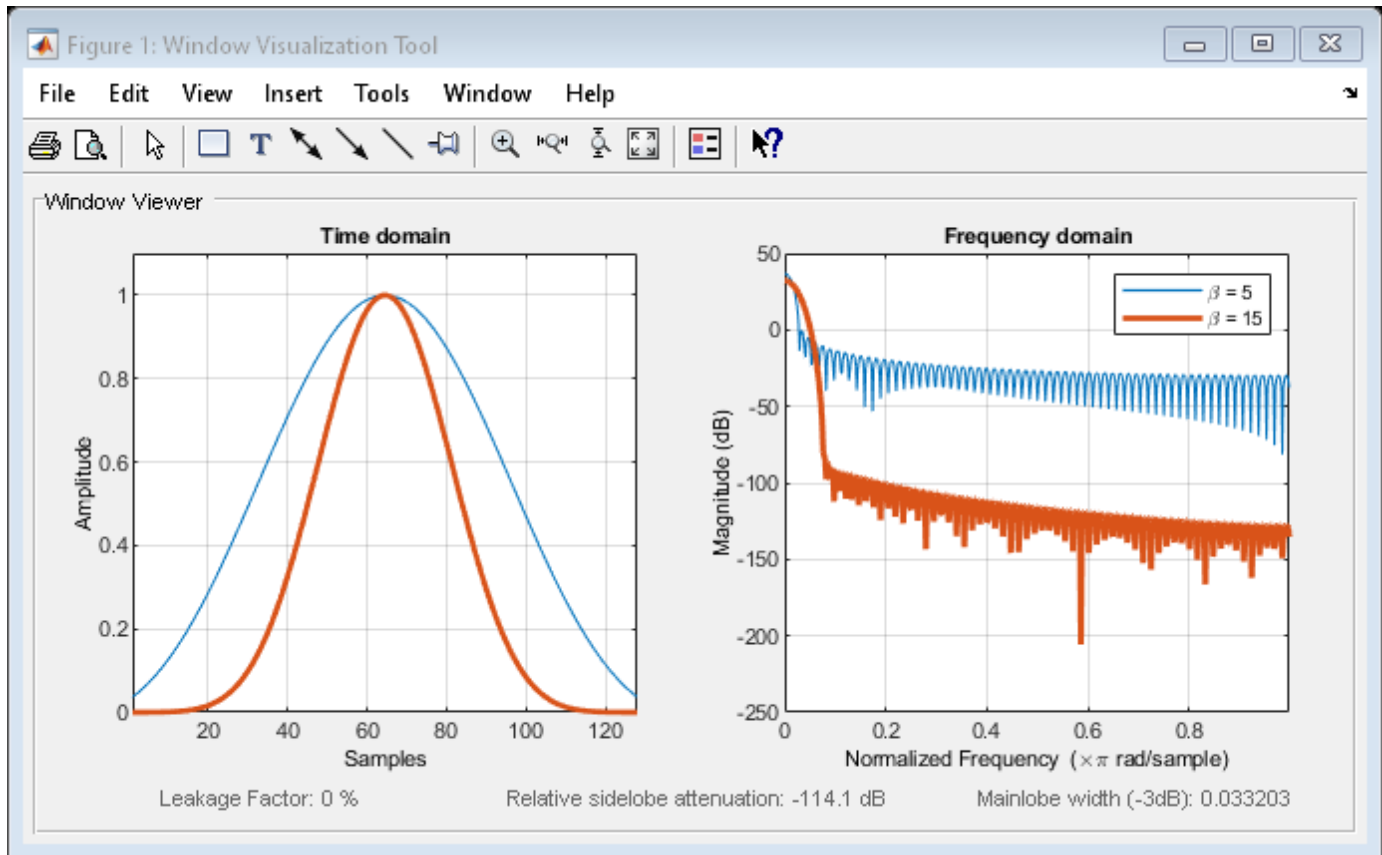 Figure 1: Window Visualization Tool
File Edit View Insert Tools Window Help
T
?
Window Viewer
Time domain
1
0.8
0.6
0.4
0.2
0
20 40 60 80 100 120
Amplitude
Samples
Frequency domain
β = 5
β = 15
50
0
-50
-100
-150
-200
-250
0 0.2 0.4 0.6 0.8
Magnitude (dB)
Normalized Frequency (×π rad/sample)
Leakage Factor: 0 % Relative sidelobe attenuation: -114.1 dB Mainlobe width (-3dB): 0.033203